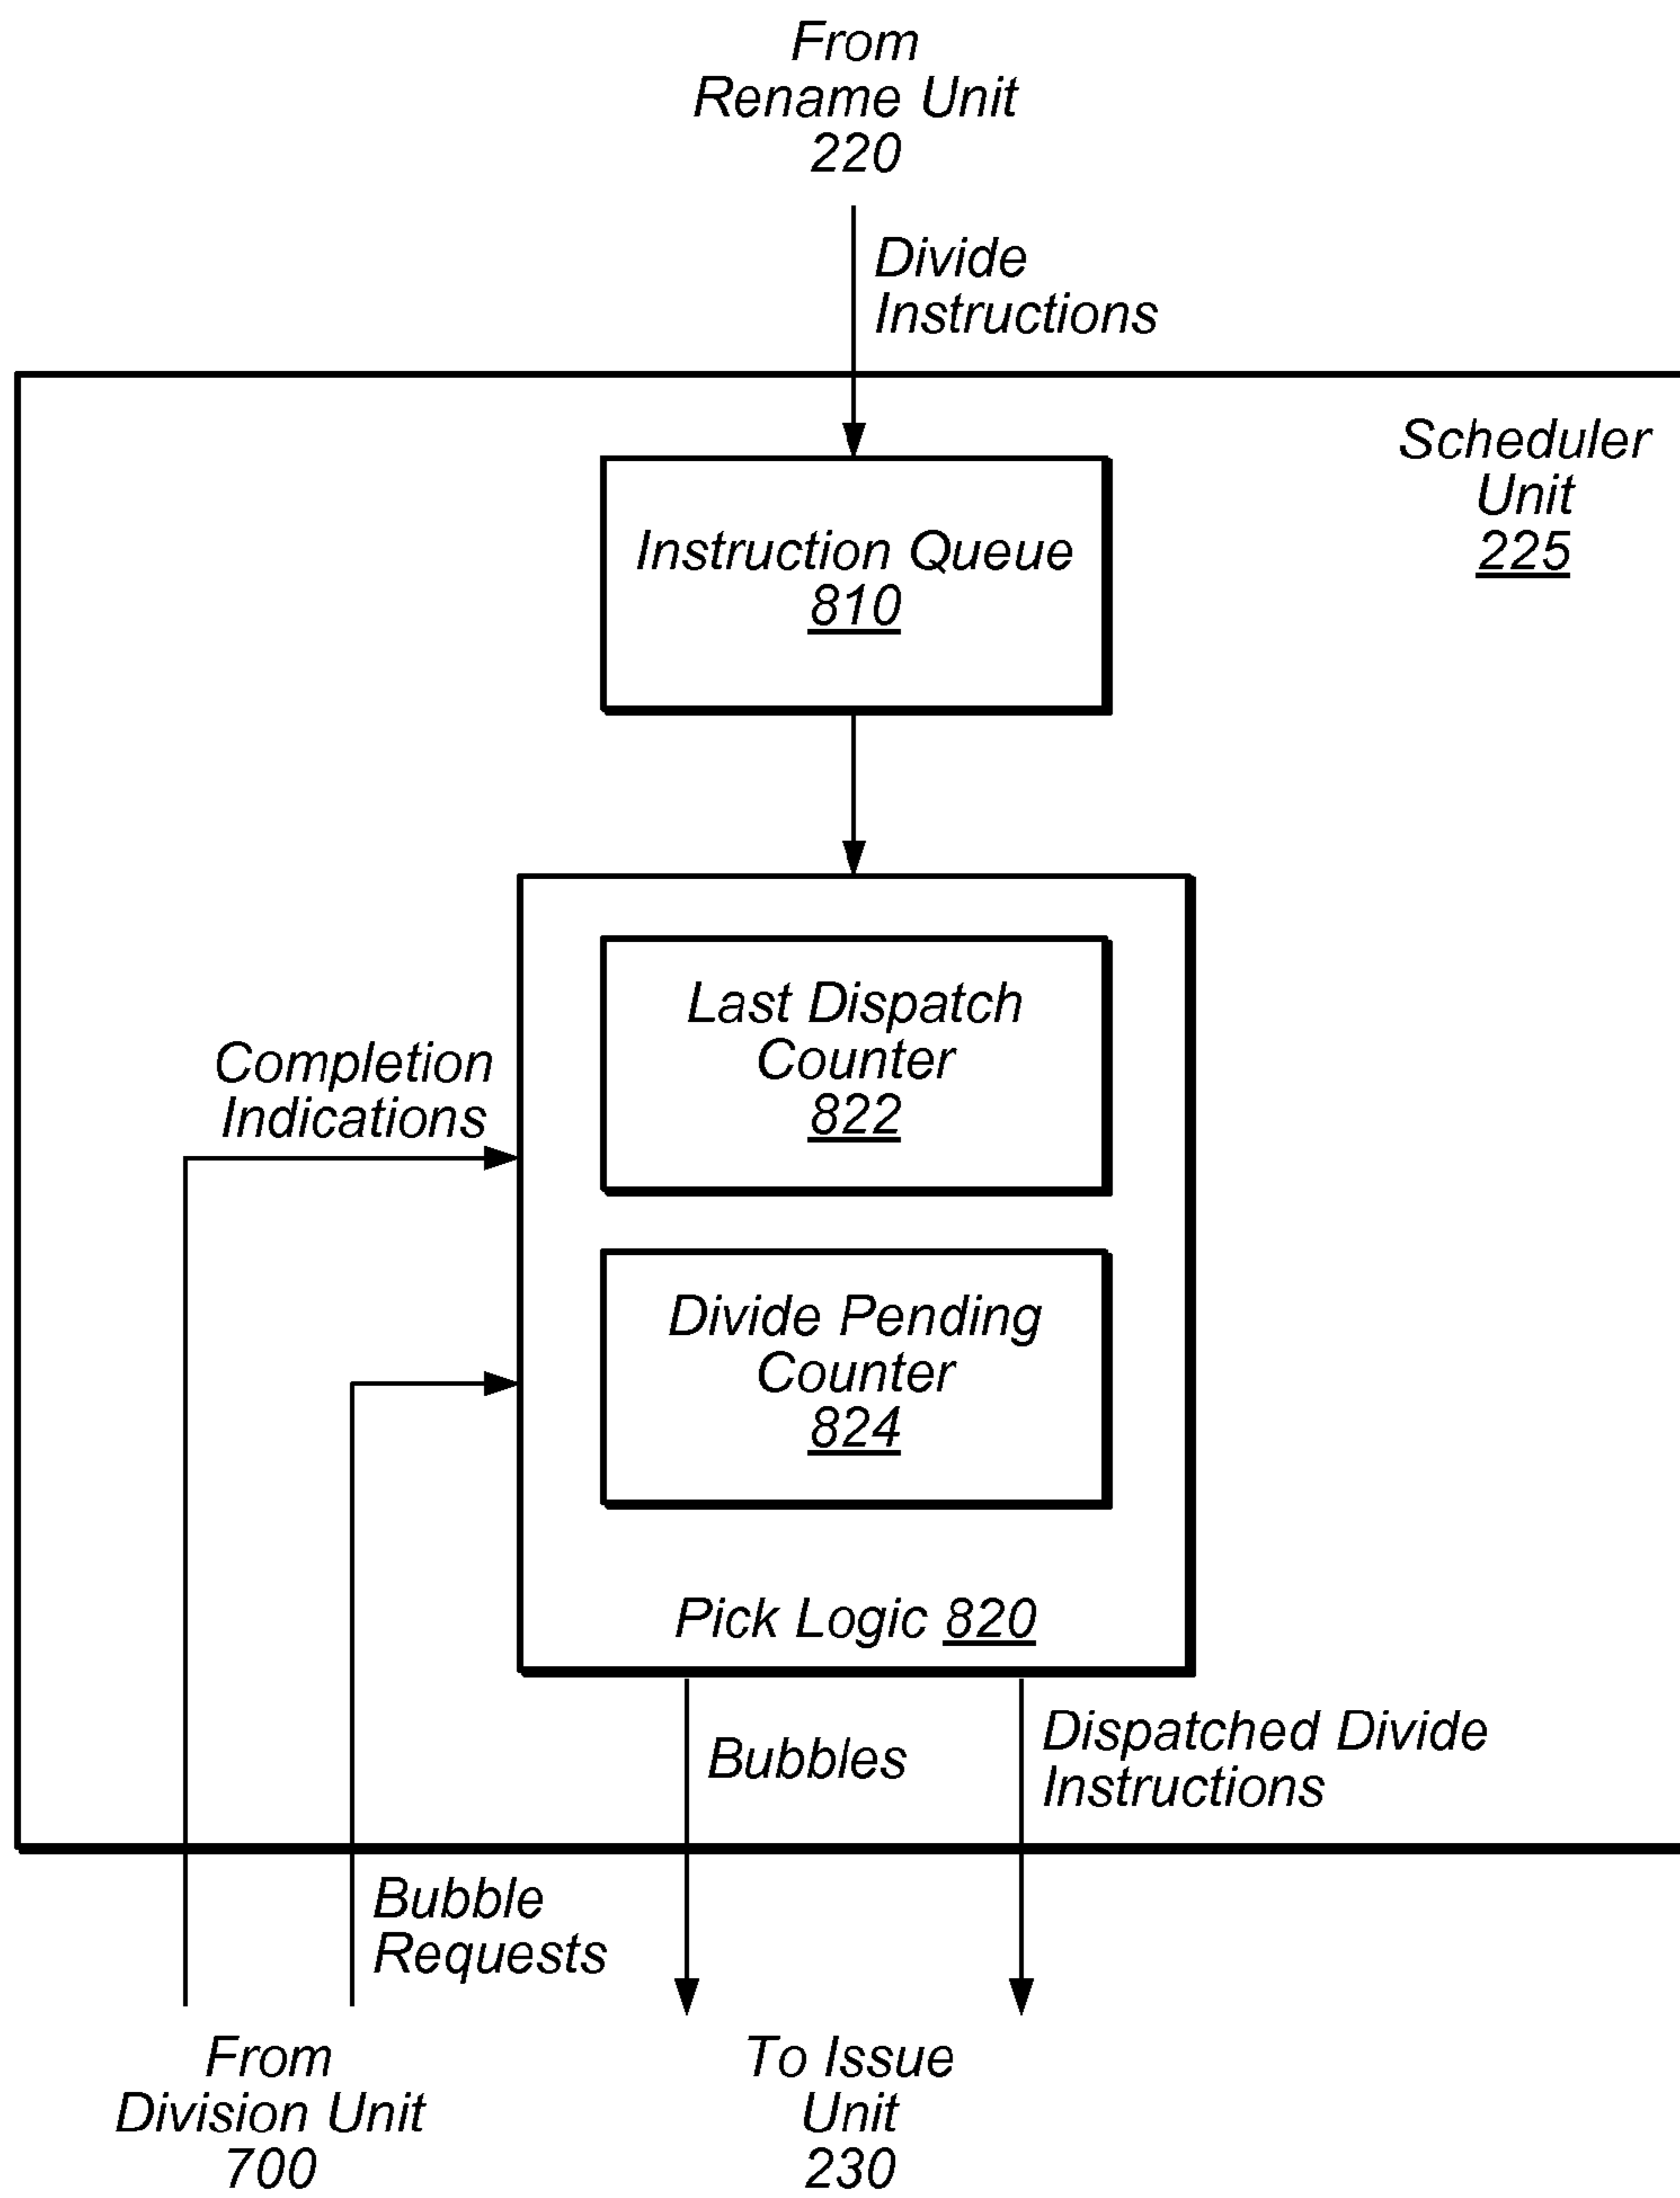 From
Rename Unit
220
Divide
Instructions
Scheduler
Unit
225
Instruction Queue
810
Last Dispatch
Counter
822
Completion
Indications
Divide Pending
Counter
824
Pick Logic 820
Bubbles
Dispatched Divide
Instructions
Bubble
Requests
From
Division Unit
700
To Issue
Unit
230